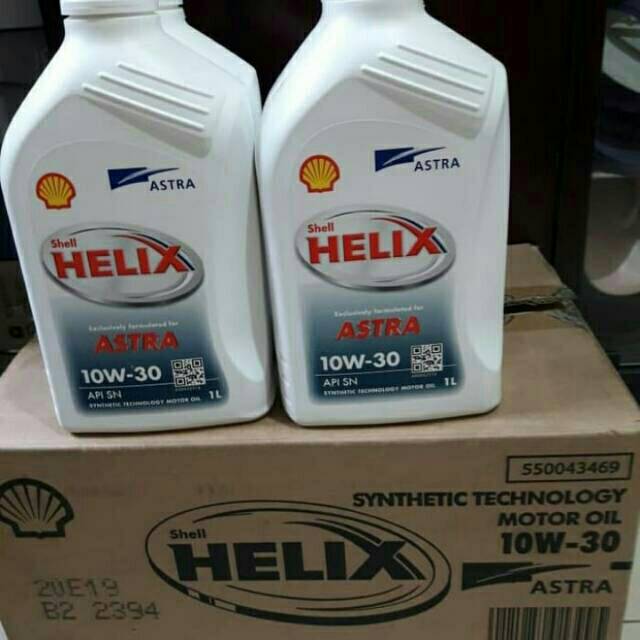 ASTRA
Shell
HELIX
Exclusively formulated for
ASTRA
10W-30
API SN
SYNTHETIC TECHNOLOGY MOTOR OIL
1L
ASTRA
Shell
HELIX
Exclusively formulated for
ASTRA
10W-30
API SN
SYNTHETIC TECHNOLOGY MOTOR OIL
1L
550043469
SYNTHETIC TECHNOLOGY
MOTOR OIL
10W-30
ASTRA
Shell
HELIX
20E19
B2 2394